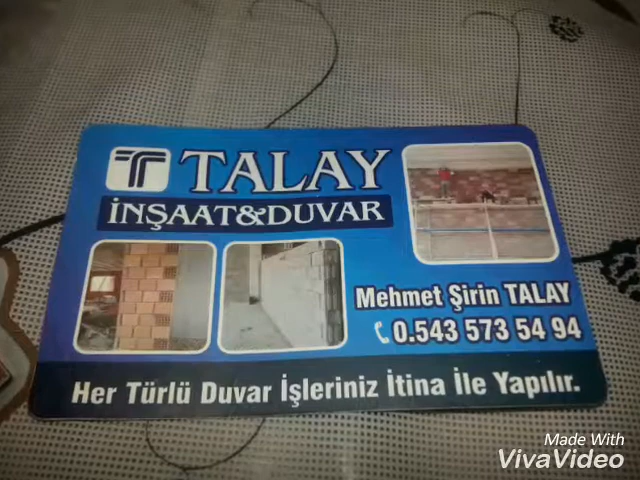 TALAY
İNŞAAT&DUVAR
Mehmet Şirin TALAY
0.543 573 54 94
Her Türlü Duvar İşleriniz İtina İle Yapılır.
Made With
VivaVideo